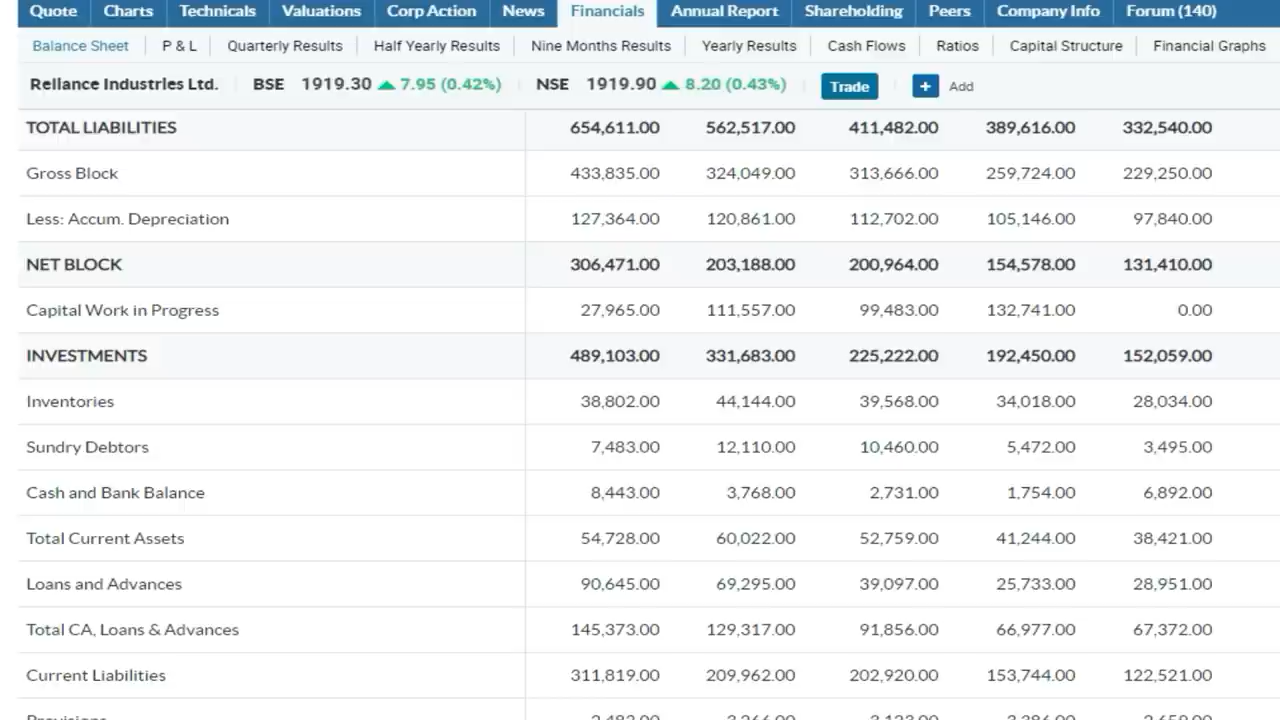 Quote Charts Technicals Valuations Corp Action News Financials Annual Report Shareholding Peers Company Info Forum (140)
Balance Sheet P & L Quarterly Results Half Yearly Results Nine Months Results Yearly Results Cash Flows Ratios Capital Structure Financial Graphs
Reliance Industries Ltd. BSE 1919.30 7.95 (0.42%) NSE 1919.90 8.20 (0.43%) Trade + Add
TOTAL LIABILITIES 654,611.00 562,517.00 411,482.00 389,616.00 332,540.00
Gross Block 433,835.00 324,049.00 313,666.00 259,724.00 229,250.00
Less: Accum. Depreciation 127,364.00 120,861.00 112,702.00 105,146.00 97,840.00
NET BLOCK 306,471.00 203,188.00 200,964.00 154,578.00 131,410.00
Capital Work in Progress 27,965.00 111,557.00 99,483.00 132,741.00 0.00
INVESTMENTS 489,103.00 331,683.00 225,222.00 192,450.00 152,059.00
Inventories 38,802.00 44,144.00 39,568.00 34,018.00 28,034.00
Sundry Debtors 7,483.00 12,110.00 10,460.00 5,472.00 3,495.00
Cash and Bank Balance 8,443.00 3,768.00 2,731.00 1,754.00 6,892.00
Total Current Assets 54,728.00 60,022.00 52,759.00 41,244.00 38,421.00
Loans and Advances 90,645.00 69,295.00 39,097.00 25,733.00 28,951.00
Total CA, Loans & Advances 145,373.00 129,317.00 91,856.00 66,977.00 67,372.00
Current Liabilities 311,819.00 209,962.00 202,920.00 153,744.00 122,521.00